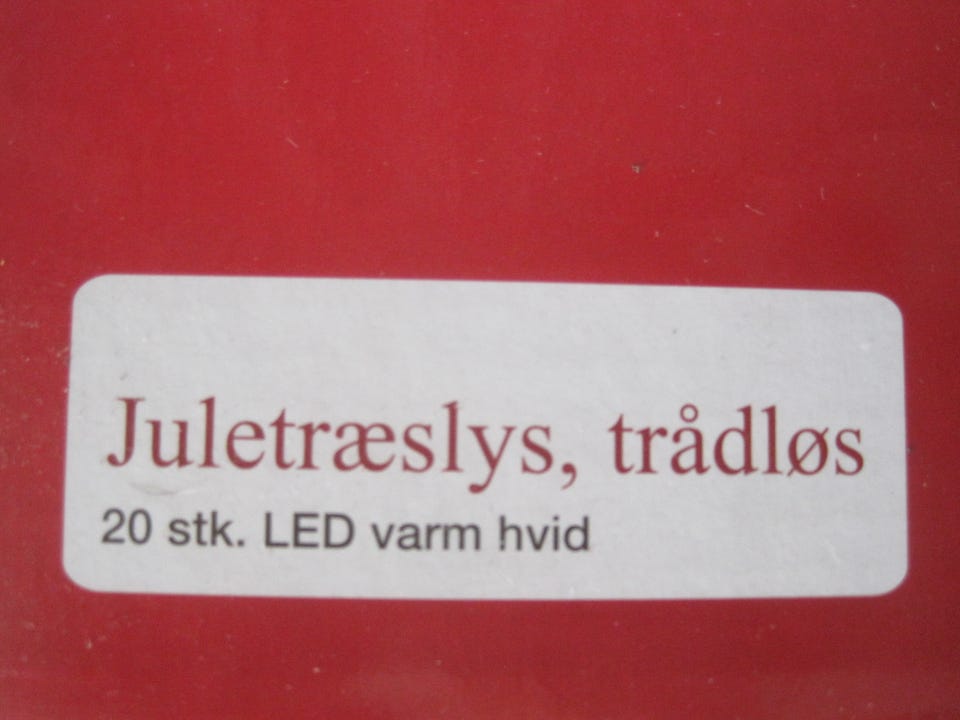 Juletræslys, trådløs
20 stk. LED varm hvid